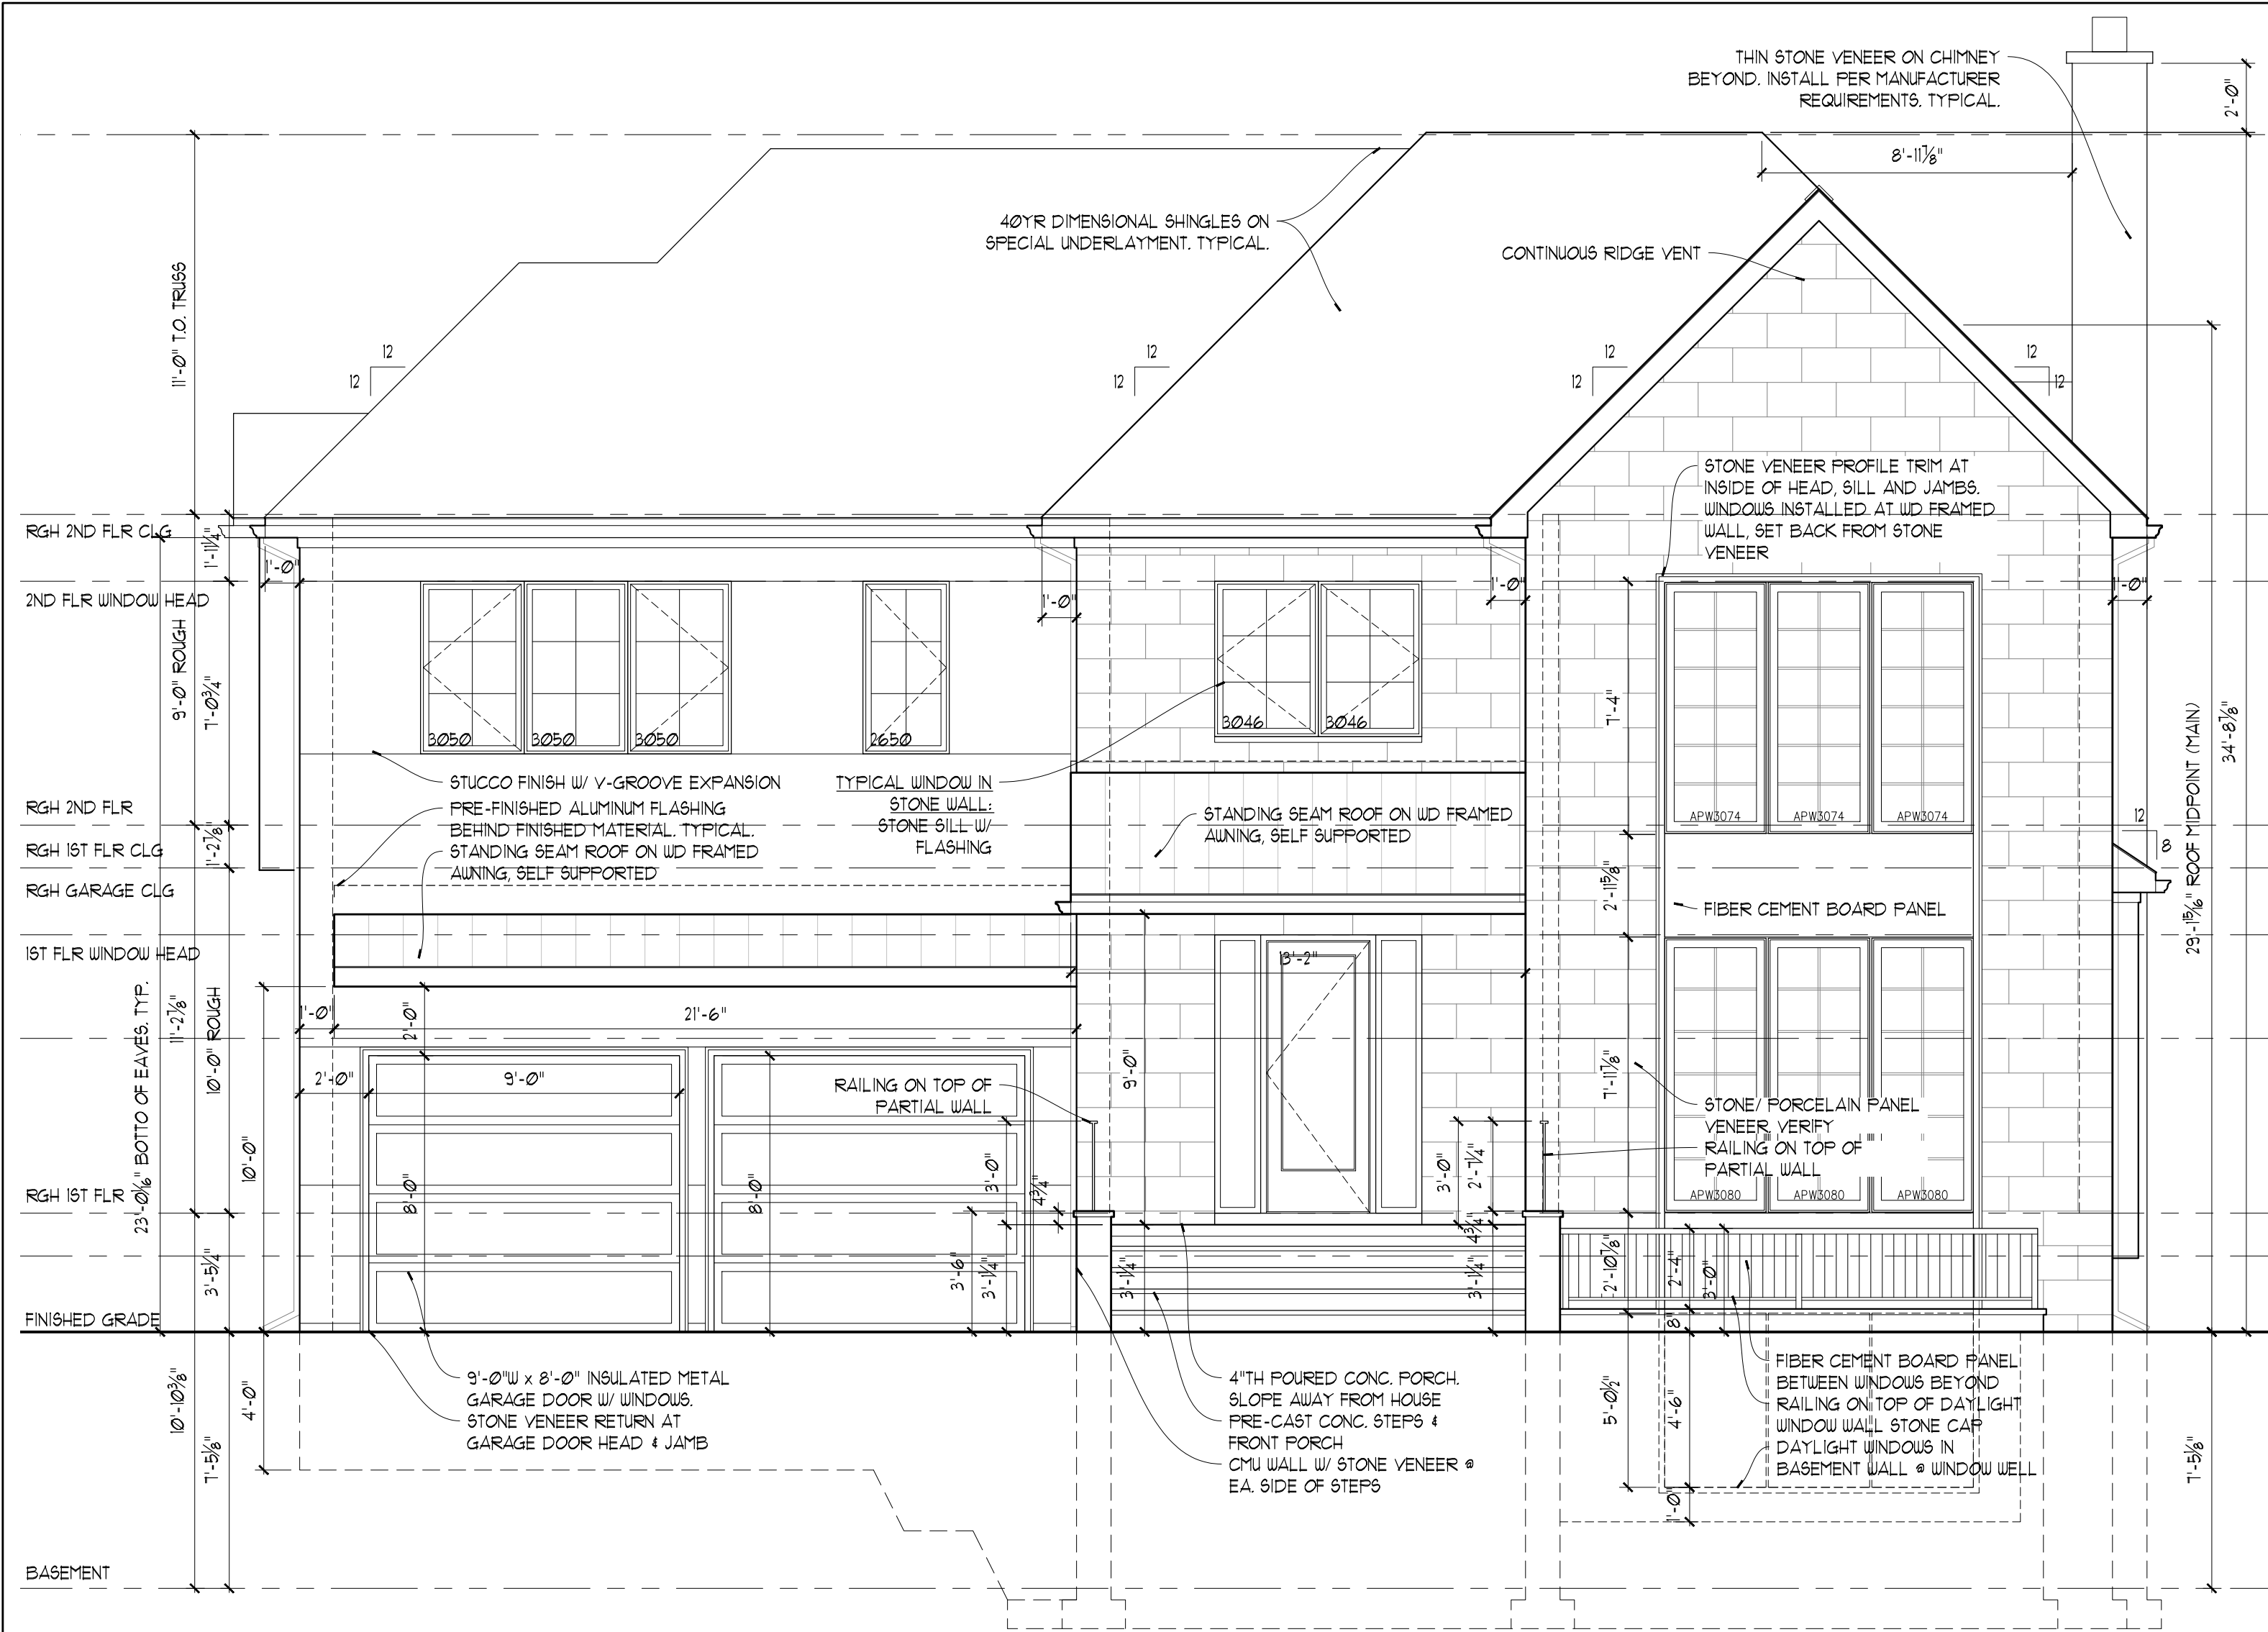 THIN STONE VENEER ON CHIMNEY
BEYOND. INSTALL PER MANUFACTURER
REQUIREMENTS. TYPICAL.
2'-0"
8'-11⅞"
40YR DIMENSIONAL SHINGLES ON
SPECIAL UNDERLAYMENT. TYPICAL.
CONTINUOUS RIDGE VENT
11'-0" T.O. TRUSS
12
12
12
12
12
12
12
12
STONE VENEER PROFILE TRIM AT
INSIDE OF HEAD, SILL AND JAMBS.
WINDOWS INSTALLED AT WD FRAMED
WALL, SET BACK FROM STONE
VENEER
RGH 2ND FLR CLG
1'-11¼"
1'-0"
1'-0"
1'-0"
1'-0"
2ND FLR WINDOW HEAD
9'-0" ROUGH
7'-0¾"
7'-4"
3050
3050
3050
2650
3046
3046
29'-1¹⁵⁄₁₆" ROOF MIDPOINT (MAIN)
34'-8⅞"
STUCCO FINISH W/ V-GROOVE EXPANSION
PRE-FINISHED ALUMINUM FLASHING
BEHIND FINISHED MATERIAL. TYPICAL.
STANDING SEAM ROOF ON WD FRAMED
AWNING, SELF SUPPORTED
TYPICAL WINDOW IN
STONE WALL:
STONE SILL W/
FLASHING
STANDING SEAM ROOF ON WD FRAMED
AWNING, SELF SUPPORTED
APW3074
APW3074
APW3074
12
8
RGH 2ND FLR
1'-2⅞"
RGH 1ST FLR CLG
RGH GARAGE CLG
2'-11⅝"
FIBER CEMENT BOARD PANEL
1ST FLR WINDOW HEAD
13'-2"
23'-0¹⁄₁₆" BOTTO OF EAVES. TYP.
11'-2⅞"
10'-0" ROUGH
10'-0"
1'-0"
2'-0"
21'-6"
2'-0"
9'-0"
RAILING ON TOP OF
PARTIAL WALL
9'-0"
7'-11⅞"
STONE/ PORCELAIN PANEL
VENEER. VERIFY
RAILING ON TOP OF
PARTIAL WALL
APW3080
APW3080
APW3080
RGH 1ST FLR
8'-0"
8'-0"
3'-0"
4¾"
3'-0"
2'-7¼"
4¾"
3'-5¼"
3'-6"
3'-1¼"
3'-1¼"
3'-1¼"
2'-10⅞"
2'-4"
3'-0"
8"
FINISHED GRADE
9'-0"W x 8'-0" INSULATED METAL
GARAGE DOOR W/ WINDOWS.
STONE VENEER RETURN AT
GARAGE DOOR HEAD & JAMB
4"TH POURED CONC. PORCH.
SLOPE AWAY FROM HOUSE
PRE-CAST CONC. STEPS &
FRONT PORCH
CMU WALL W/ STONE VENEER @
EA. SIDE OF STEPS
FIBER CEMENT BOARD PANEL
BETWEEN WINDOWS BEYOND
RAILING ON TOP OF DAYLIGHT
WINDOW WALL STONE CAP
DAYLIGHT WINDOWS IN
BASEMENT WALL @ WINDOW WELL
10'-10⅜"
7'-5⅛"
4'-0"
5'-0½"
4'-6"
1'-0"
7'-5⅛"
BASEMENT